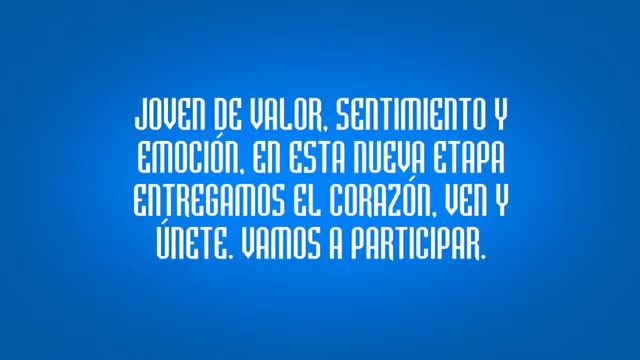 JOVEN DE VALOR, SENTIMIENTO Y
EMOCIÓN, EN ESTA NUEVA ETAPA
ENTREGAMOS EL CORAZÓN, VEN Y
ÚNETE. VAMOS A PARTICIPAR.